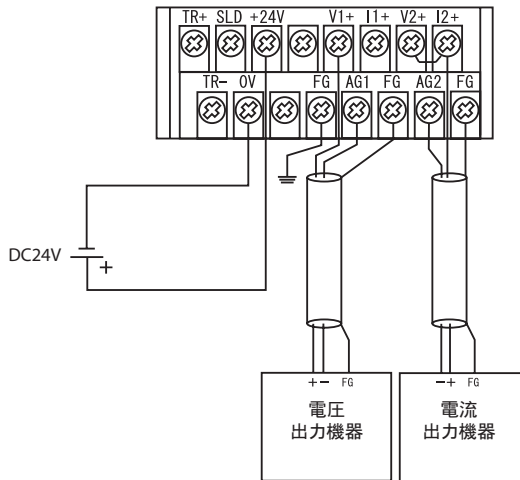 TR+ SLD +24V V1+ I1+ V2+ I2+
TR- 0V FG AG1 FG AG2 FG
DC24V
+
+- FG
-+ FG
電圧
出力機器
電流
出力機器